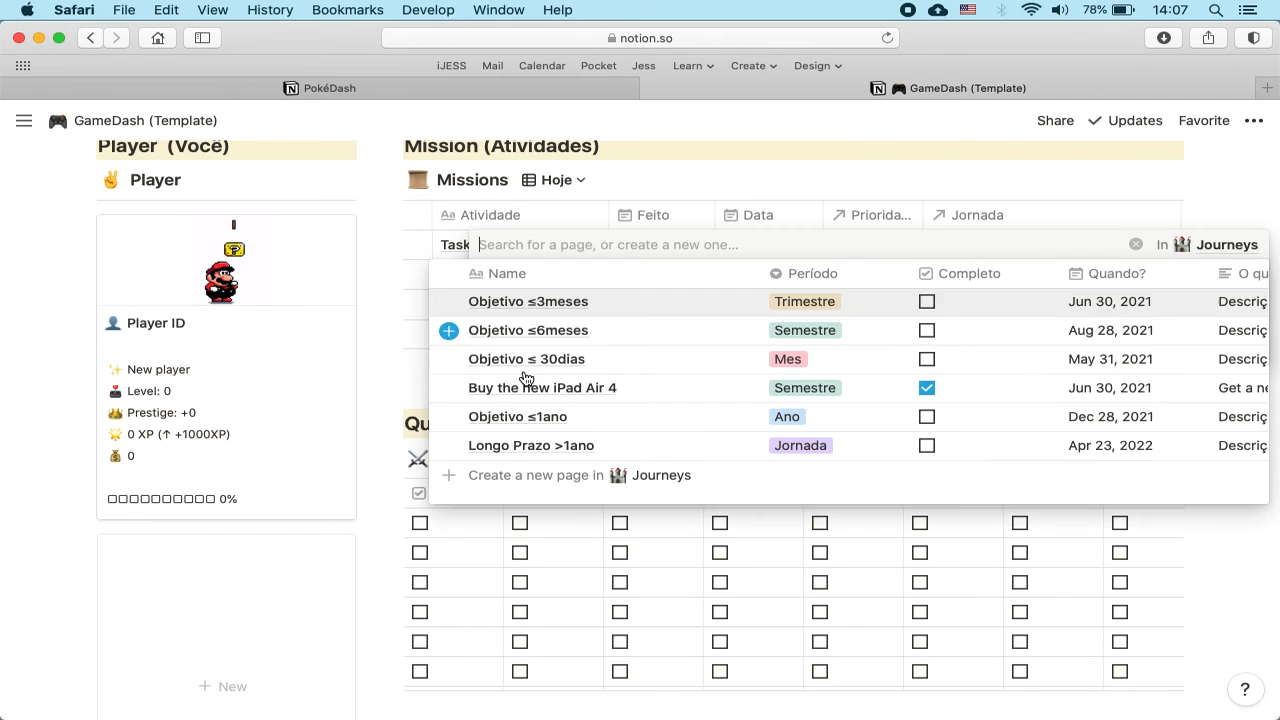 Safari File Edit View History Bookmarks Develop Window Help 78% 14:07
notion.so
iJESS Mail Calendar Pocket Jess Learn Create Design
PokéDash
GameDash (Template)
GameDash (Template)
Share Updates Favorite
Player (Você)
Player
Player ID
New player
Level: 0
Prestige: +0
0 XP (↑ +1000XP)
0
0%
+ New
Mission (Atividades)
Missions Hoje
Aa Atividade Feito Data Priorida... Jornada
Task
Search for a page, or create a new one... In Journeys
Aa Name Período Completo Quando? O qu
Objetivo ≤3meses Trimestre Jun 30, 2021 Descriç
Objetivo ≤6meses Semestre Aug 28, 2021 Descriç
Objetivo ≤ 30dias Mes May 31, 2021 Descriç
Buy the new iPad Air 4 Semestre Jun 30, 2021 Get a ne
Objetivo ≤1ano Ano Dec 28, 2021 Descriç
Longo Prazo >1ano Jornada Apr 23, 2022 Descriç
+ Create a new page in Journeys
Qu
?